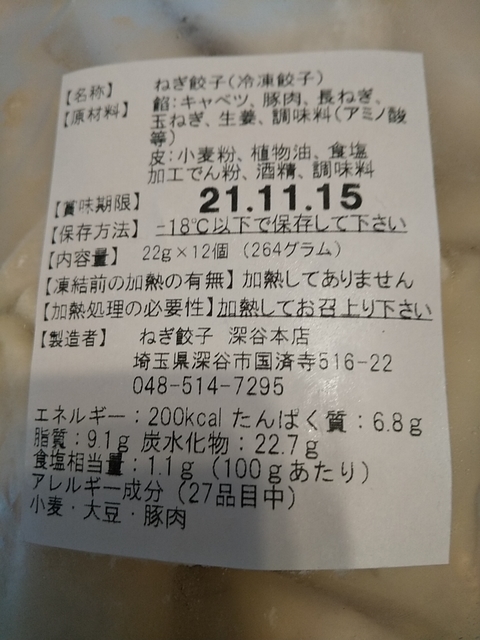 【名称】 ねぎ餃子(冷凍餃子)
【原材料】 餡:キャベツ、豚肉、長ねぎ、
玉ねぎ、生姜、調味料(アミノ酸
等)
皮:小麦粉、植物油、食塩
加工でん粉、酒精、調味料
【賞味期限】 21.11.15
【保存方法】 -18℃以下で保存して下さい
【内容量】 22g×12個(264グラム)
【凍結前の加熱の有無】加熱してありません
【加熱処理の必要性】加熱してお召上り下さい
【製造者】 ねぎ餃子 深谷本店
埼玉県深谷市国済寺516-22
048-514-7295
エネルギー:200kcal たんぱく質:6.8g
脂質:9.1g 炭水化物:22.7g
食塩相当量:1.1g(100gあたり)
アレルギー成分(27品目中)
小麦・大豆・豚肉